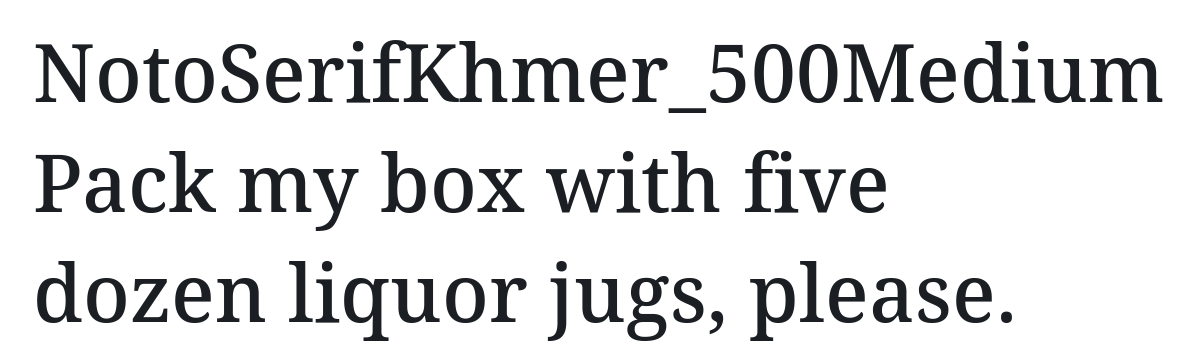 NotoSerifKhmer_500Medium
Pack my box with five
dozen liquor jugs, please.